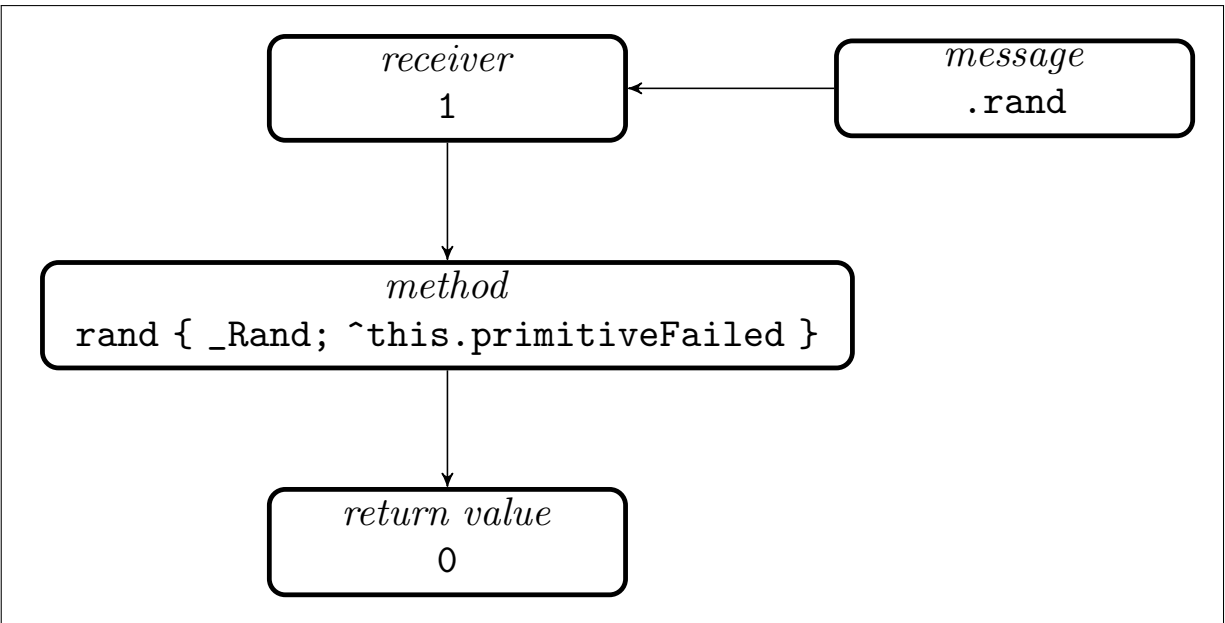 receiver
1
message
.rand
method
rand { _Rand; ^this.primitiveFailed }
return value
0